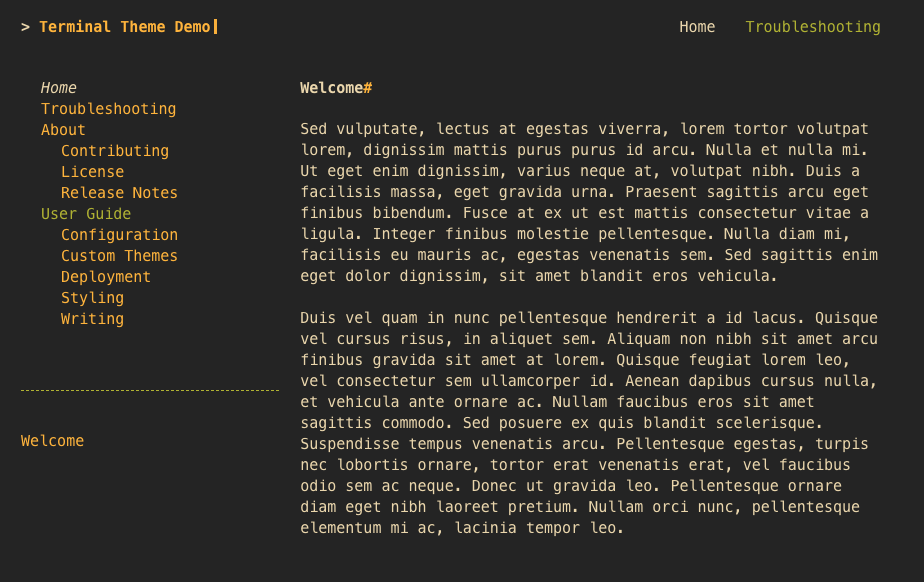 > Terminal Theme Demo
Home Troubleshooting
Home
Troubleshooting
About
Contributing
License
Release Notes
User Guide
Configuration
Custom Themes
Deployment
Styling
Writing
Welcome
Welcome#
Sed vulputate, lectus at egestas viverra, lorem tortor volutpat
lorem, dignissim mattis purus purus id arcu. Nulla et nulla mi.
Ut eget enim dignissim, varius neque at, volutpat nibh. Duis a
facilisis massa, eget gravida urna. Praesent sagittis arcu eget
finibus bibendum. Fusce at ex ut est mattis consectetur vitae a
ligula. Integer finibus molestie pellentesque. Nulla diam mi,
facilisis eu mauris ac, egestas venenatis sem. Sed sagittis enim
eget dolor dignissim, sit amet blandit eros vehicula.
Duis vel quam in nunc pellentesque hendrerit a id lacus. Quisque
vel cursus risus, in aliquet sem. Aliquam non nibh sit amet arcu
finibus gravida sit amet at lorem. Quisque feugiat lorem leo,
vel consectetur sem ullamcorper id. Aenean dapibus cursus nulla,
et vehicula ante ornare ac. Nullam faucibus eros sit amet
sagittis commodo. Sed posuere ex quis blandit scelerisque.
Suspendisse tempus venenatis arcu. Pellentesque egestas, turpis
nec lobortis ornare, tortor erat venenatis erat, vel faucibus
odio sem ac neque. Donec ut gravida leo. Pellentesque ornare
diam eget nibh laoreet pretium. Nullam orci nunc, pellentesque
elementum mi ac, lacinia tempor leo.